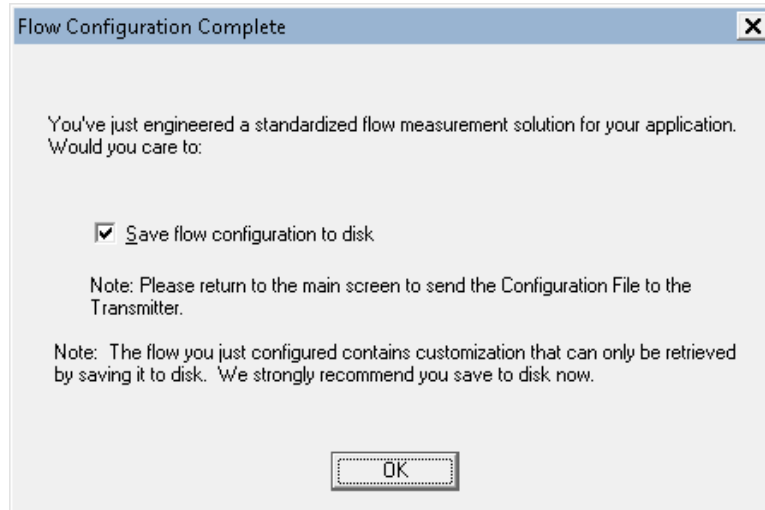 Flow Configuration Complete
You've just engineered a standardized flow measurement solution for your application.
Would you care to:
Save flow configuration to disk
Note: Please return to the main screen to send the Configuration File to the
Transmitter.
Note:  The flow you just configured contains customization that can only be retrieved
by saving it to disk.  We strongly recommend you save to disk now.
OK